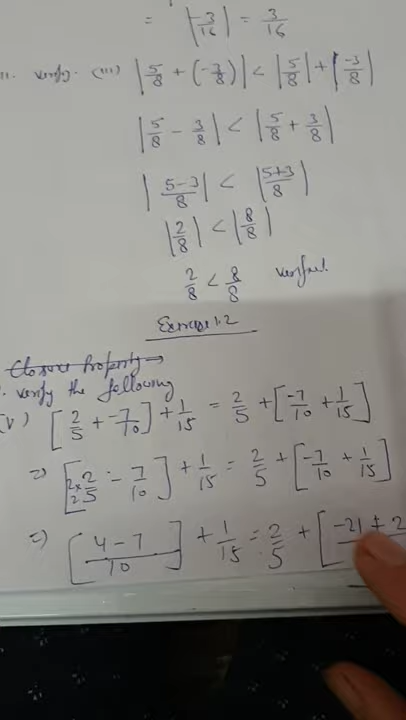 = |-3/16| = 3/16
(iii) |5/8 + (-3/8)| < |5/8| + |-3/8|
|5/8 - 3/8| < |5/8 + 3/8|
|5-3/8| < |5+3/8|
|2/8| < |8/8|
2/8 < 8/8 verified
Exercise 1.2
Closure Property →
verify the following
(V) [2/5 + -7/10] + 1/15 = 2/5 + [-7/10 + 1/15]
=) [2×2/2×5 - 7/10] + 1/15 = 2/5 + [-7/10 + 1/15]
=) [4-7/10] + 1/15 = 2/5 + [-21+2